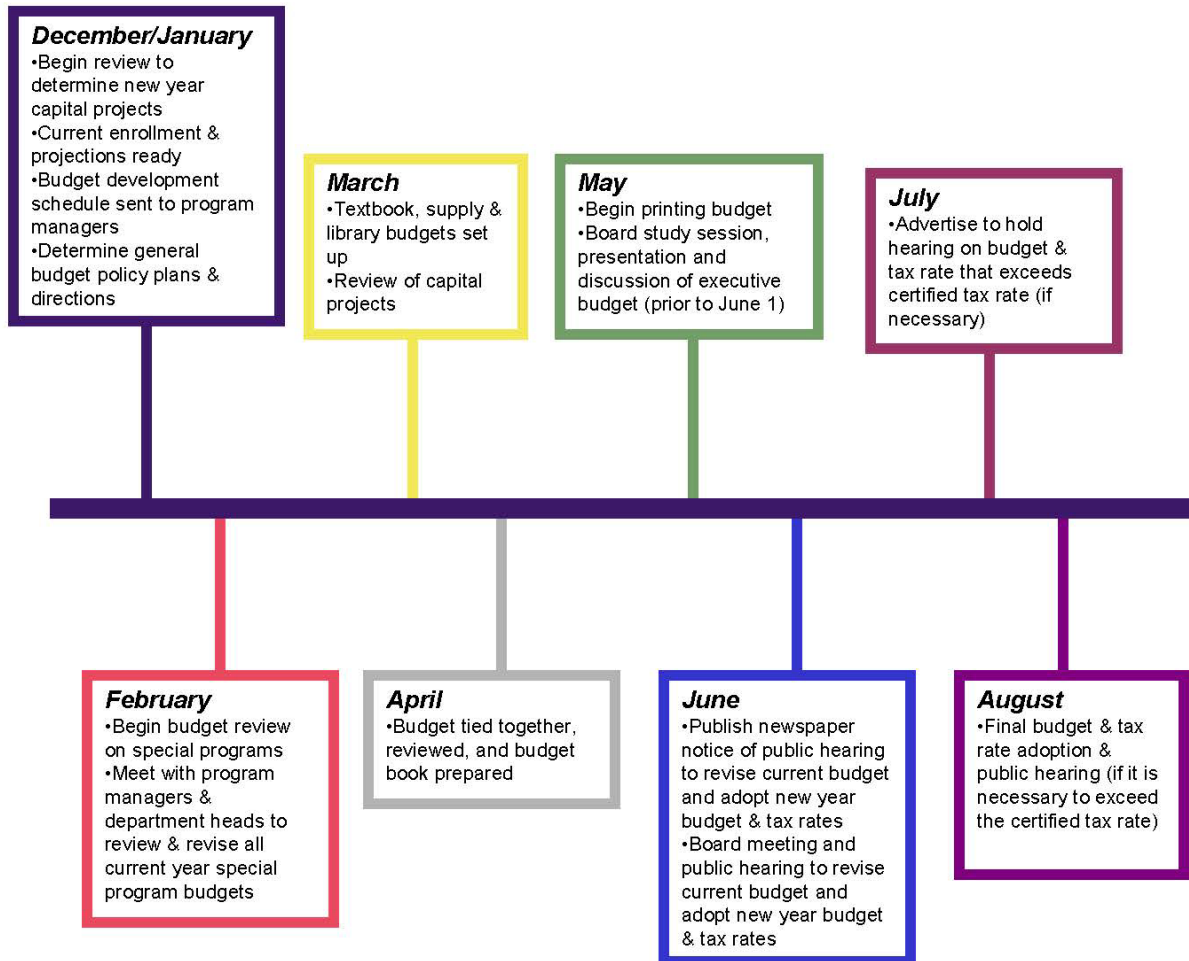 December/January
•Begin review to
determine new year
capital projects
•Current enrollment &
projections ready
•Budget development
schedule sent to program
managers
•Determine general
budget policy plans &
directions
March
•Textbook, supply &
library budgets set
up
•Review of capital
projects
May
•Begin printing budget
•Board study session,
presentation and
discussion of executive
budget (prior to June 1)
July
•Advertise to hold
hearing on budget &
tax rate that exceeds
certified tax rate (if
necessary)
February
•Begin budget review
on special programs
•Meet with program
managers &
department heads to
review & revise all
current year special
program budgets
April
•Budget tied together,
reviewed, and budget
book prepared
June
•Publish newspaper
notice of public hearing
to revise current budget
and adopt new year
budget & tax rates
•Board meeting and
public hearing to revise
current budget and
adopt new year budget
& tax rates
August
•Final budget & tax
rate adoption &
public hearing (if it is
necessary to exceed
the certified tax rate)